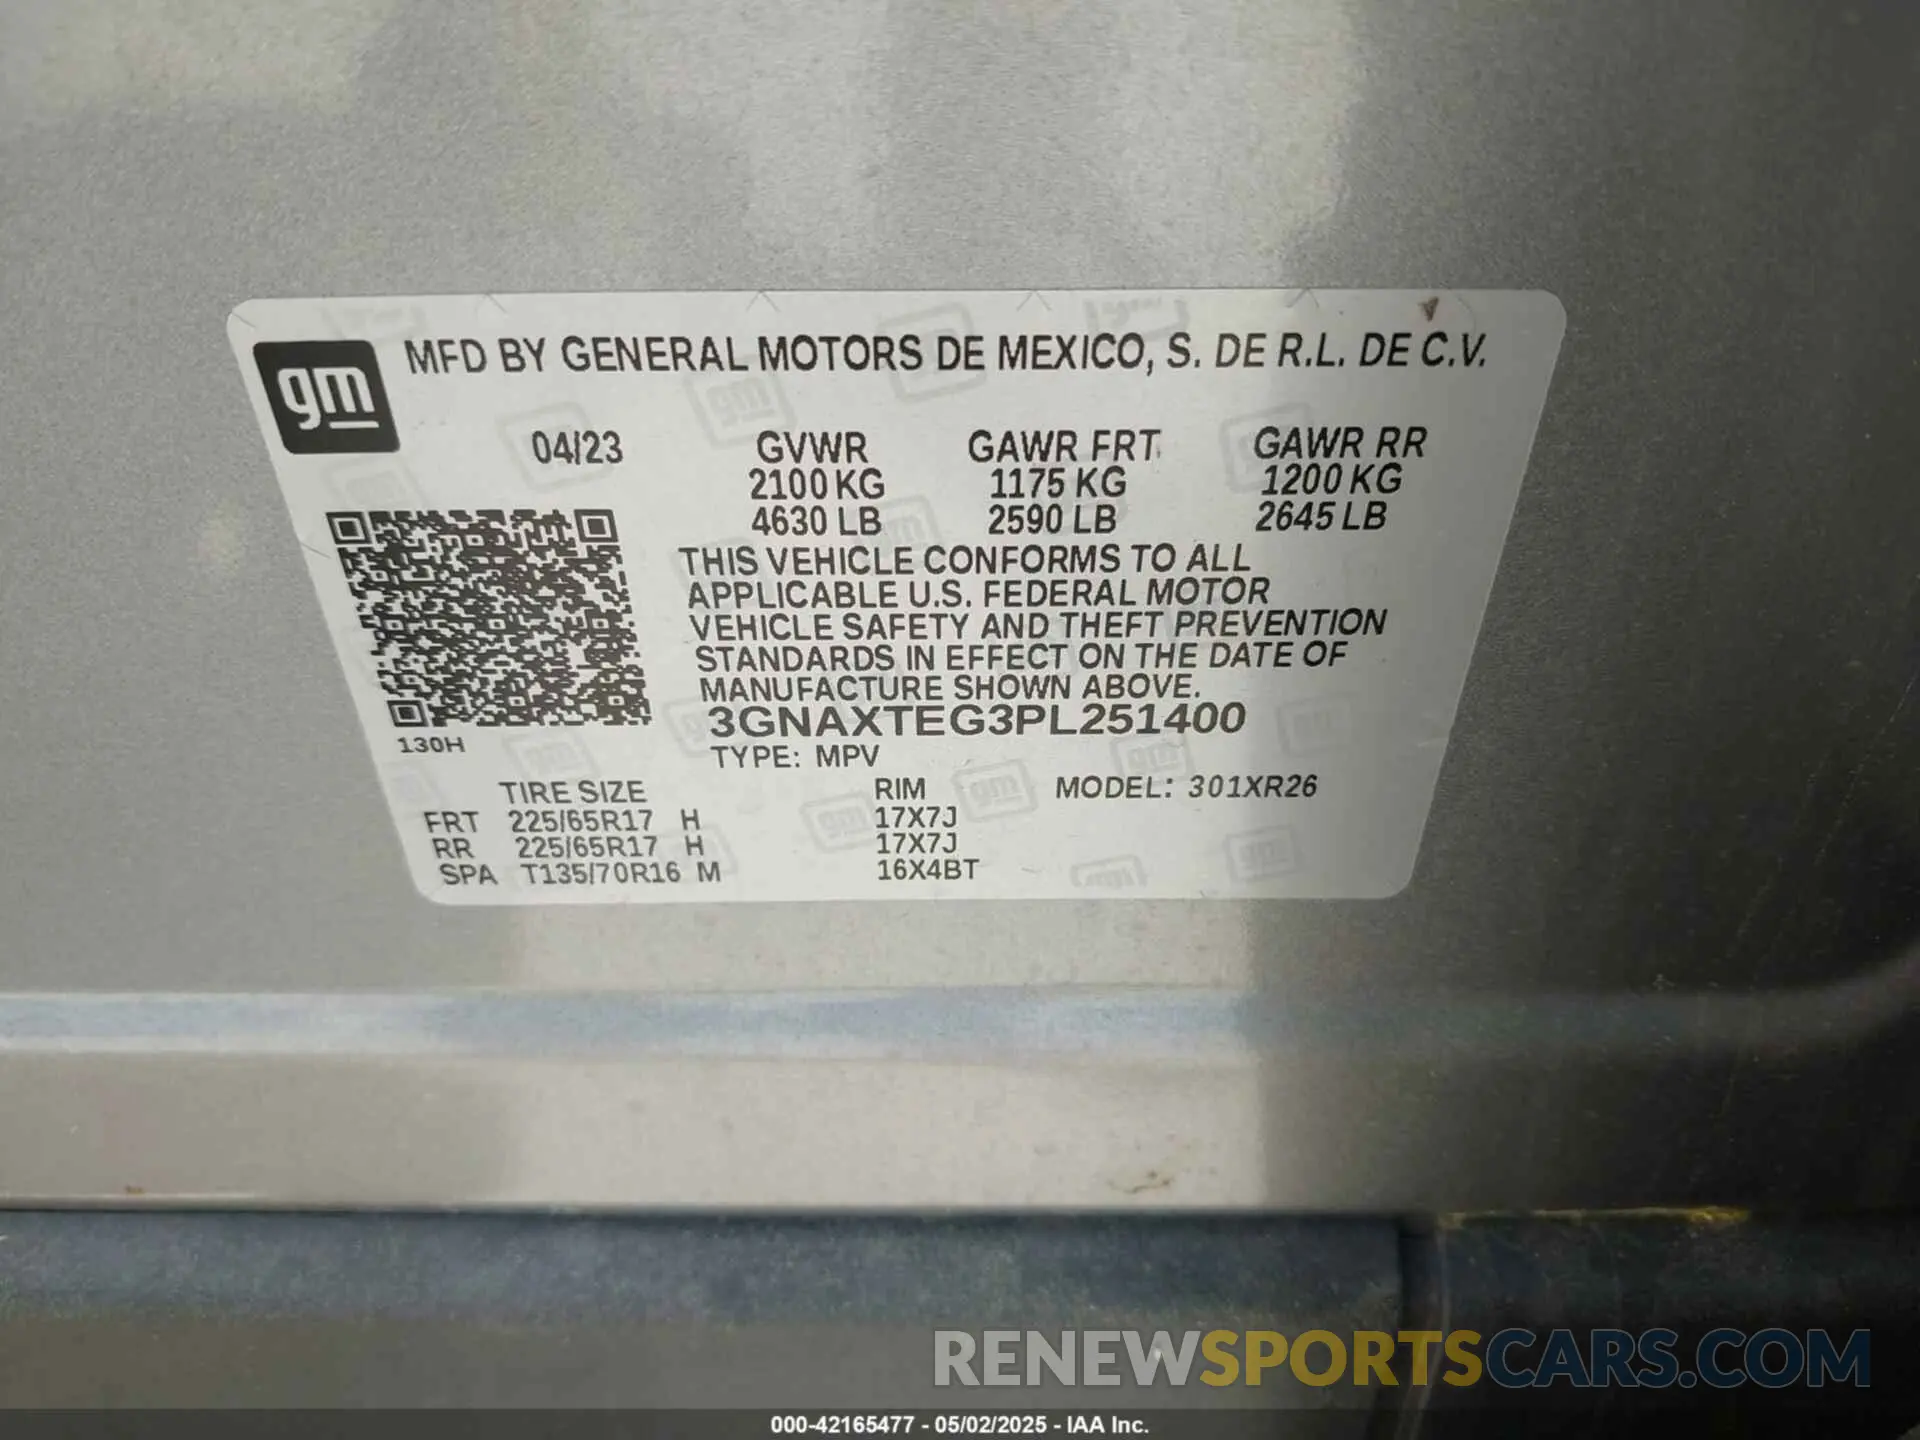 gm MFD BY GENERAL MOTORS DE MEXICO, S. DE R.L. DE C.V.
04/23 GVWR GAWR FRT GAWR RR
2100 KG 1175 KG 1200 KG
4630 LB 2590 LB 2645 LB
THIS VEHICLE CONFORMS TO ALL
APPLICABLE U.S. FEDERAL MOTOR
VEHICLE SAFETY AND THEFT PREVENTION
STANDARDS IN EFFECT ON THE DATE OF
MANUFACTURE SHOWN ABOVE.
3GNAXTEG3PL251400
130H TYPE: MPV
TIRE SIZE RIM MODEL: 301XR26
FRT 225/65R17 H 17X7J
RR 225/65R17 H 17X7J
SPA T135/70R16 M 16X4BT
RENEWSPORTSCARS.COM
000-42165477 - 05/02/2025 - IAA Inc.